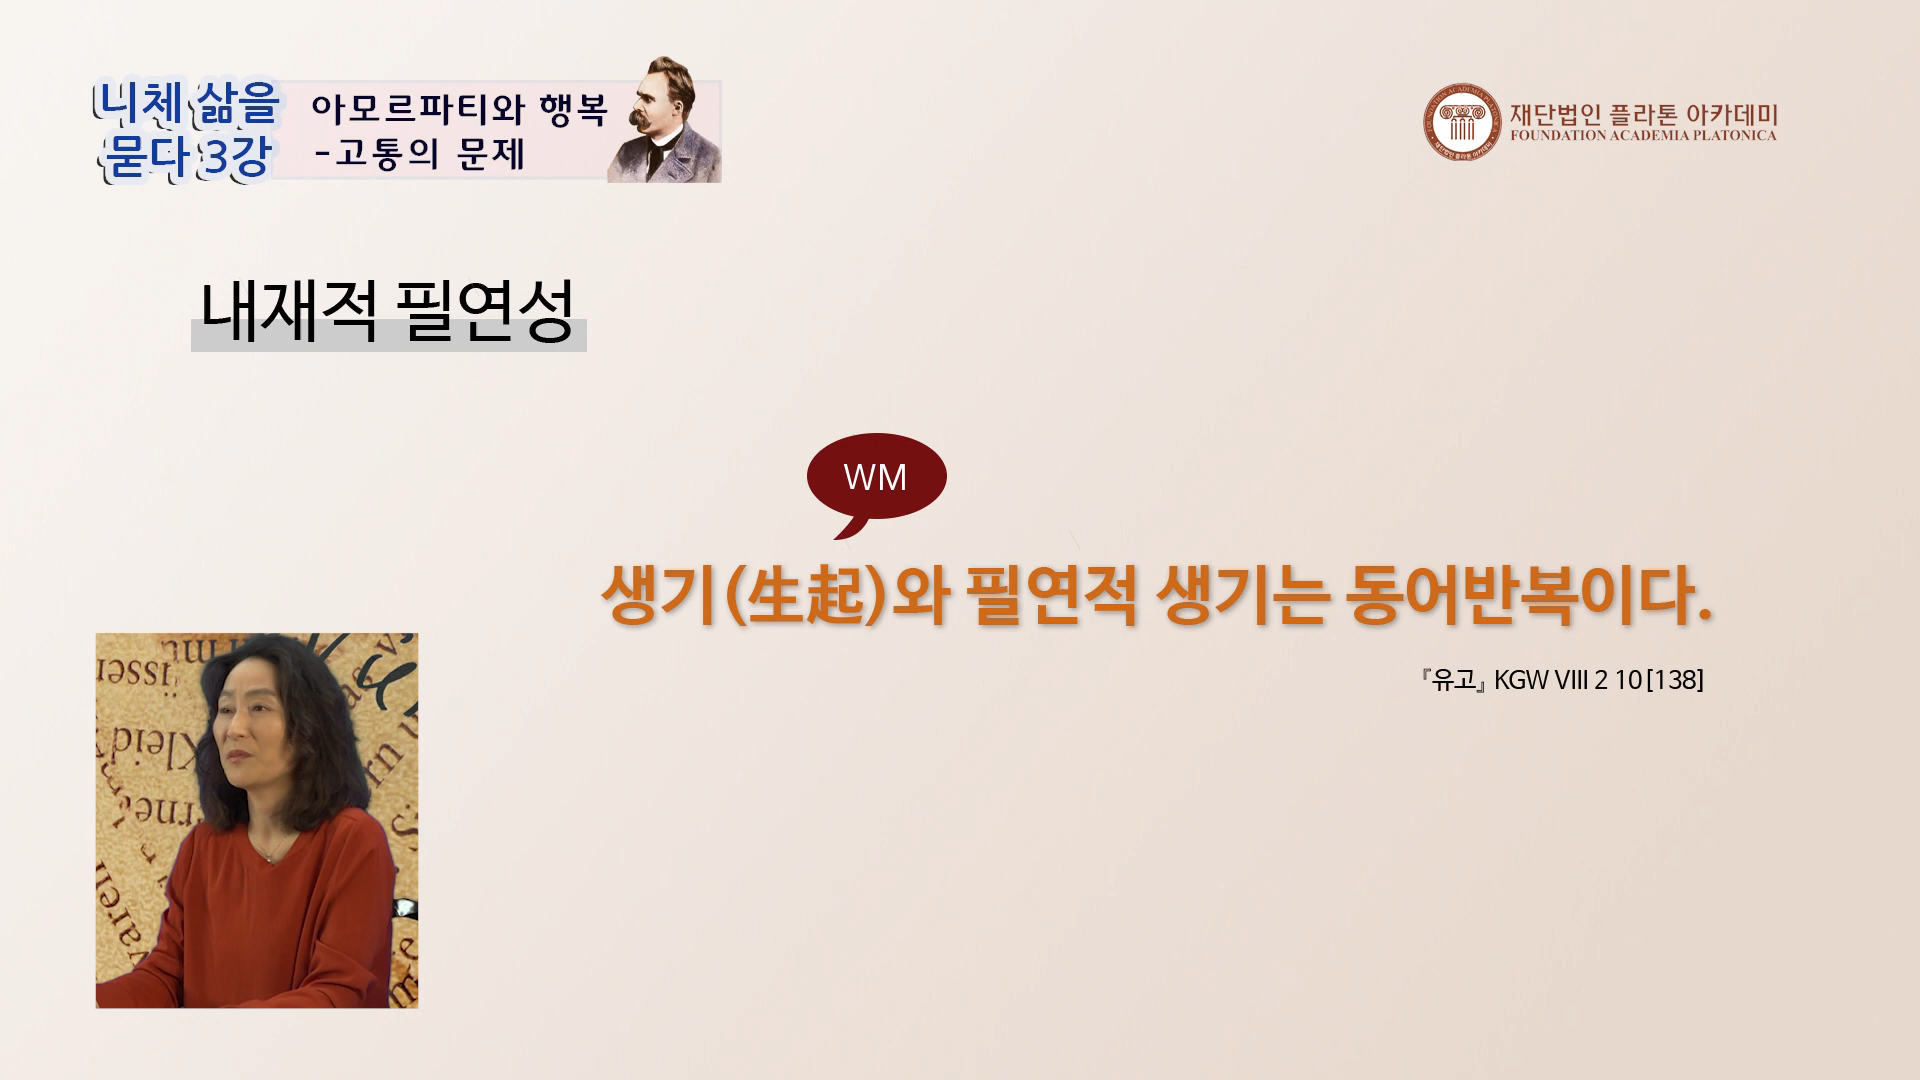 니체 삶을
묻다 3강
아모르파티와 행복
-고통의 문제
재단법인 플라톤 아카데미
FOUNDATION ACADEMIA PLATONICA
내재적 필연성
WM
생기(生起)와 필연적 생기는 동어반복이다.
『유고』 KGW VIII 2 10[138]